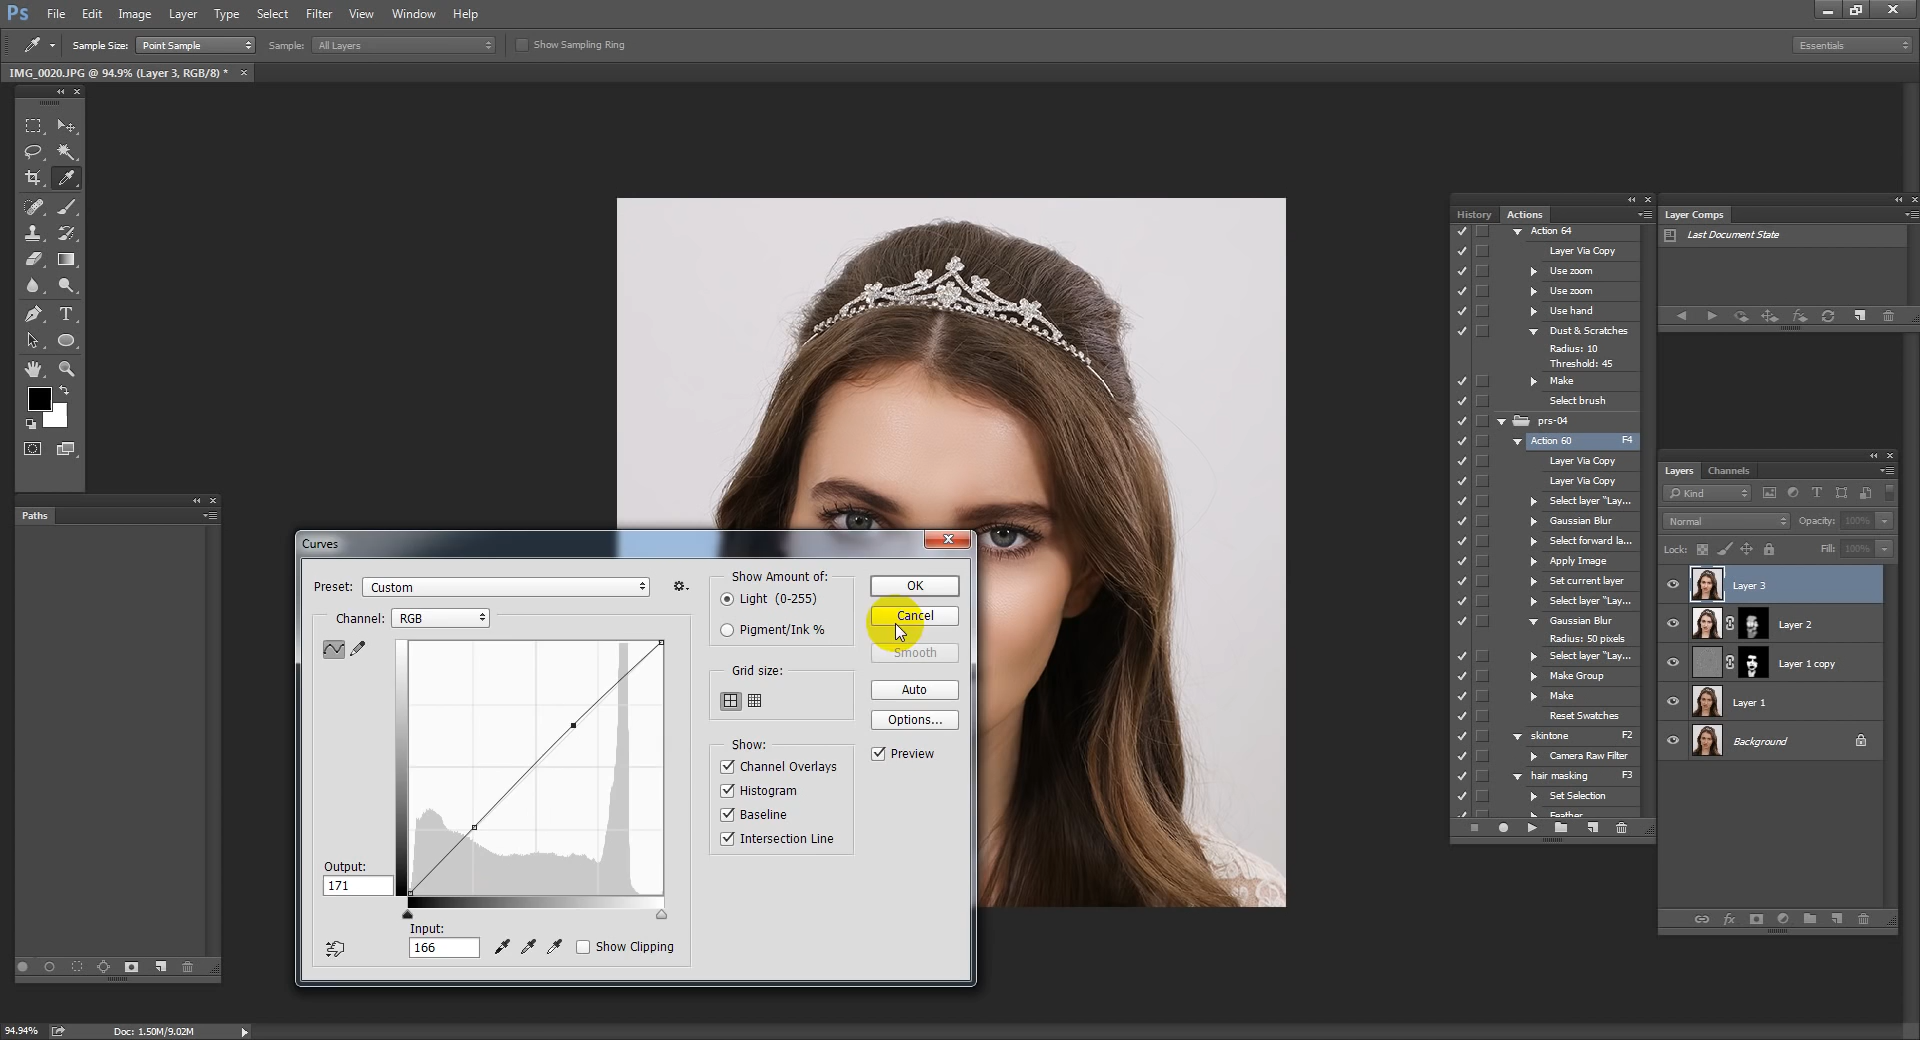 Ps File Edit Image Layer Type Select Filter View Window Help
Sample Size: Point Sample Sample: All Layers Show Sampling Ring Essentials
IMG_0020.JPG @ 94.9% (Layer 3, RGB/8) *
Paths
Curves
Preset: Custom
Channel: RGB
Output:
171
Input:
166
Show Clipping
Show Amount of:
Light (0-255)
Pigment/Ink %
Grid size:
Show:
Channel Overlays
Histogram
Baseline
Intersection Line
OK
Cancel
Smooth
Auto
Options...
Preview
History Actions
Action 64
Layer Via Copy
Use zoom
Use zoom
Use hand
Dust & Scratches
Radius: 10
Threshold: 45
Make
Select brush
prs-04
Action 60 F4
Layer Via Copy
Layer Via Copy
Select layer "Lay...
Gaussian Blur
Select forward la...
Apply Image
Set current layer
Select layer "Lay...
Gaussian Blur
Radius: 50 pixels
Select layer "Lay...
Make Group
Make
Reset Swatches
skintone F2
Camera Raw Filter
hair masking F3
Set Selection
Feather
Layer Comps
Last Document State
Layers Channels
Kind
Normal Opacity: 100%
Lock: Fill: 100%
Layer 3
Layer 2
Layer 1 copy
Layer 1
Background
94.94% Doc: 1.50M/9.02M